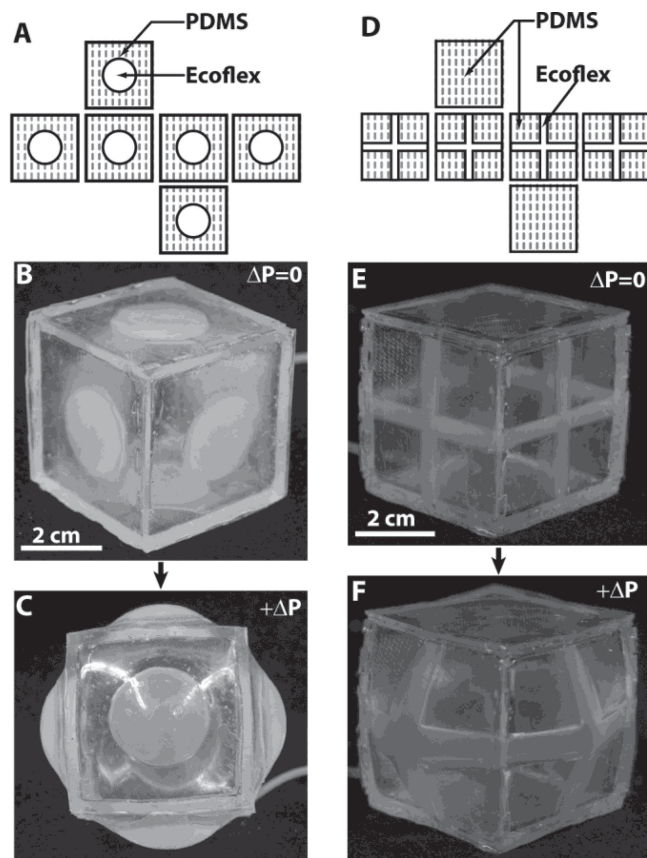 A
PDMS
Ecoflex
B
ΔP=0
2 cm
C
+ΔP
D
PDMS
Ecoflex
E
ΔP=0
2 cm
F
+ΔP